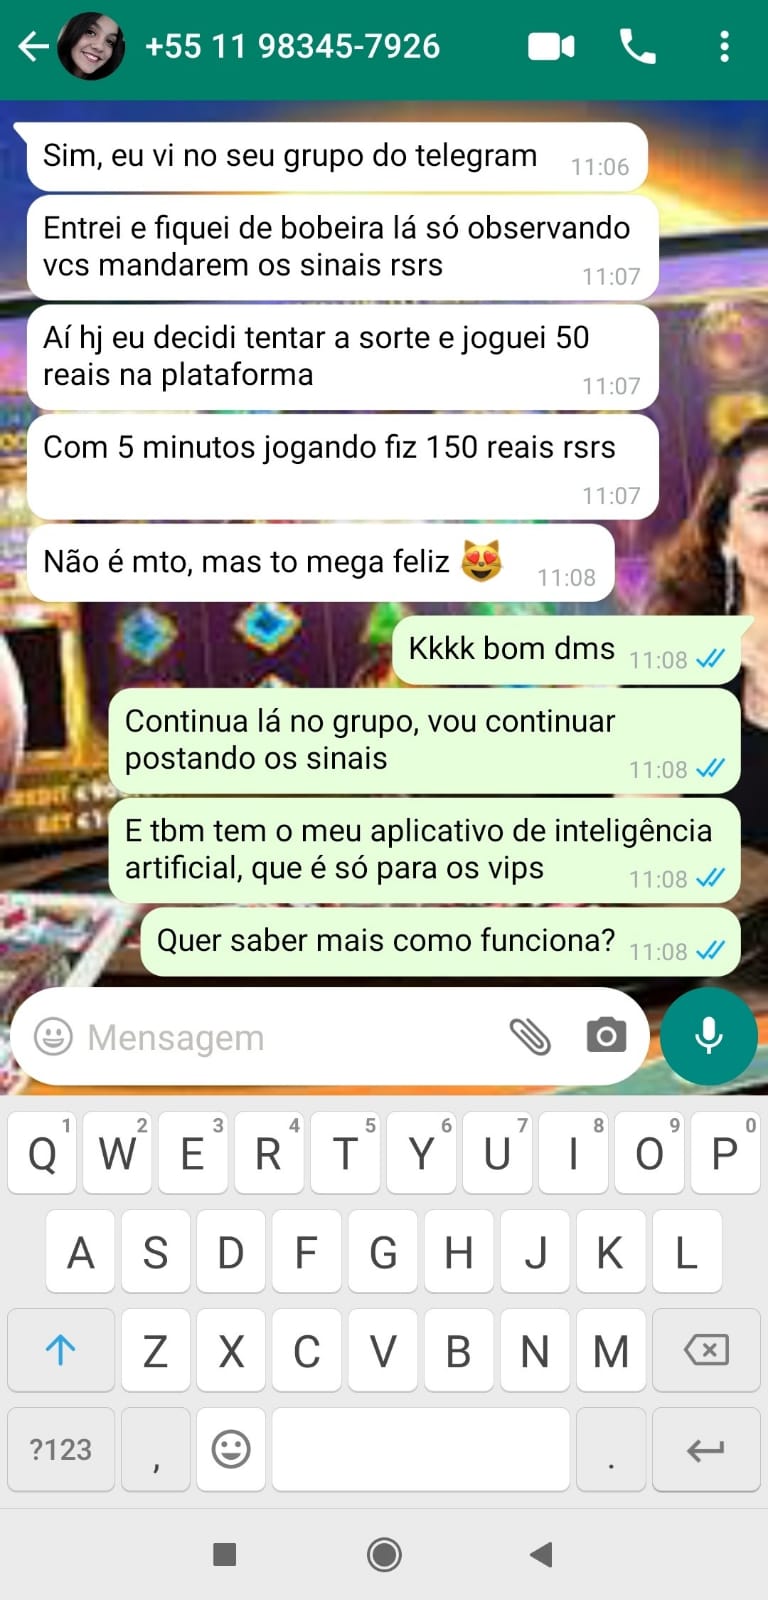 +55 11 98345-7926
Sim, eu vi no seu grupo do telegram
11:06
Entrei e fiquei de bobeira lá só observando
vcs mandarem os sinais rsrs
11:07
Aí hj eu decidi tentar a sorte e joguei 50
reais na plataforma
11:07
Com 5 minutos jogando fiz 150 reais rsrs
11:07
Não é mto, mas to mega feliz 😻
11:08
Kkkk bom dms
11:08
Continua lá no grupo, vou continuar
postando os sinais
11:08
E tbm tem o meu aplicativo de inteligência
artificial, que é só para os vips
11:08
Quer saber mais como funciona?
11:08
Mensagem
1 2 3 4 5 6 7 8 9 0
Q W E R T Y U I O P
A S D F G H J K L
Z X C V B N M
?123 , .